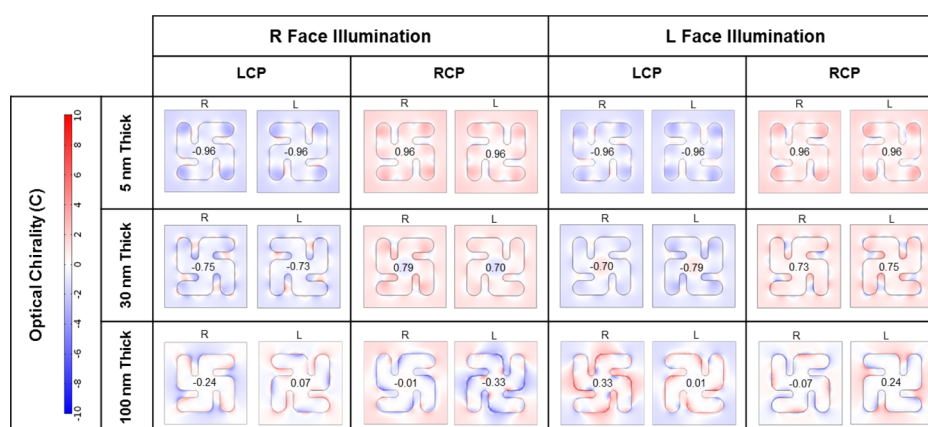 R Face Illumination L Face Illumination
LCP RCP LCP RCP
R L R L R L R L
5 nm Thick -0.96 -0.96 0.96 0.96 -0.96 -0.96 0.96 0.96
R L R L R L R L
30 nm Thick -0.75 -0.73 0.79 0.70 -0.70 -0.79 0.73 0.75
R L R L R L R L
100 nm Thick -0.24 0.07 -0.01 -0.33 0.33 0.01 -0.07 0.24
Optical Chirality (C)
10
8
6
4
2
0
-2
-4
-6
-8
-10